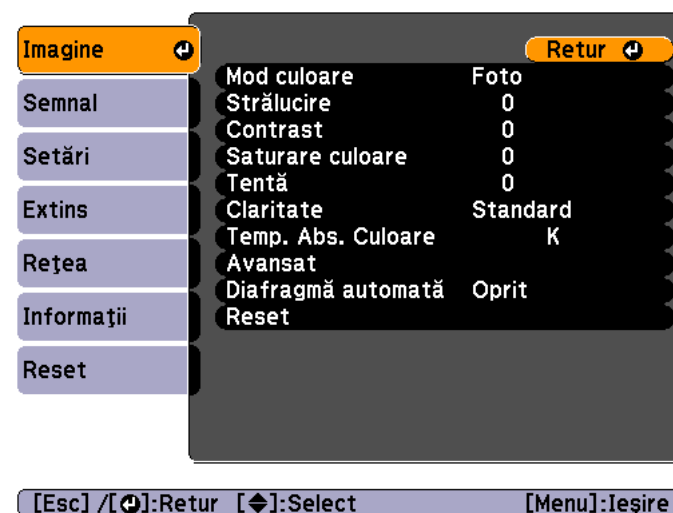 Imagine
Semnal
Setări
Extins
Reţea
Informaţii
Reset
Retur
Mod culoare Foto
Strălucire 0
Contrast 0
Saturare culoare 0
Tentă 0
Claritate Standard
Temp. Abs. Culoare K
Avansat
Diafragmă automată Oprit
Reset
[Esc] /[⏎]:Retur [◆]:Select [Menu]:Ieşire